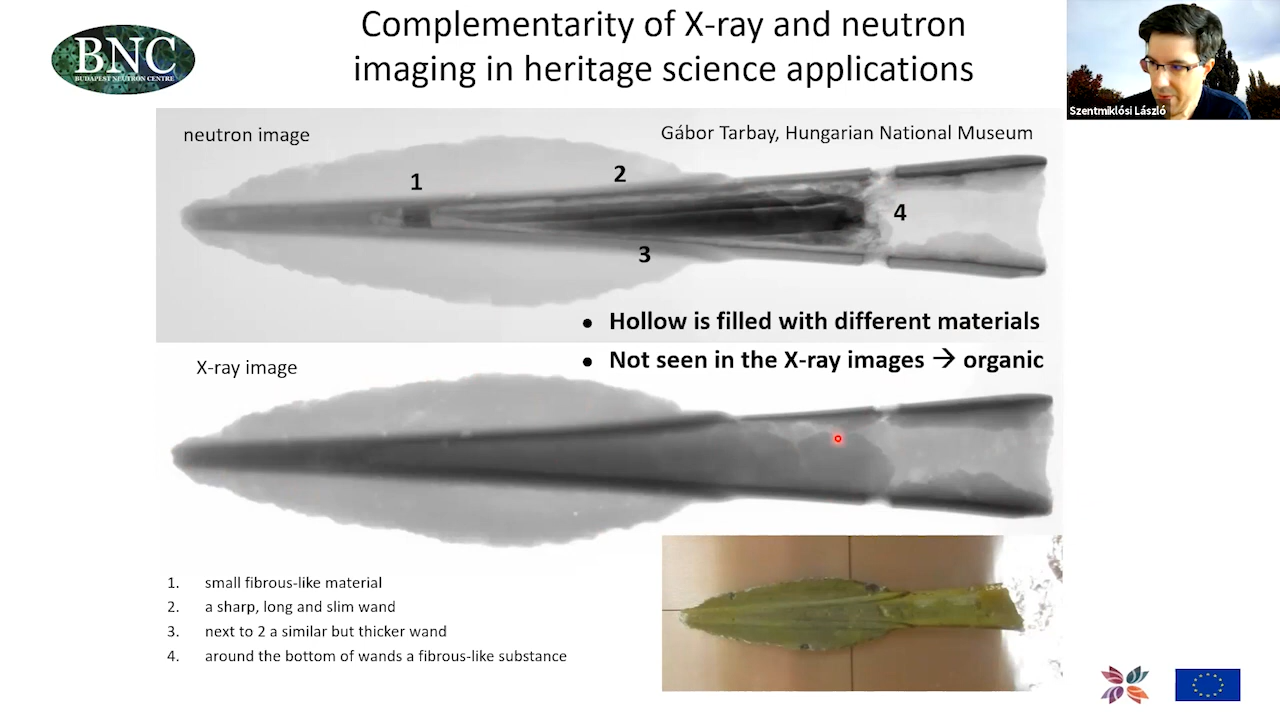 Complementarity of X-ray and neutron
imaging in heritage science applications
BNC
BUDAPEST NEUTRON CENTRE
Szentmiklósi László
neutron image
Gábor Tarbay, Hungarian National Museum
1
2
3
4
• Hollow is filled with different materials
• Not seen in the X-ray images → organic
X-ray image
1. small fibrous-like material
2. a sharp, long and slim wand
3. next to 2 a similar but thicker wand
4. around the bottom of wands a fibrous-like substance